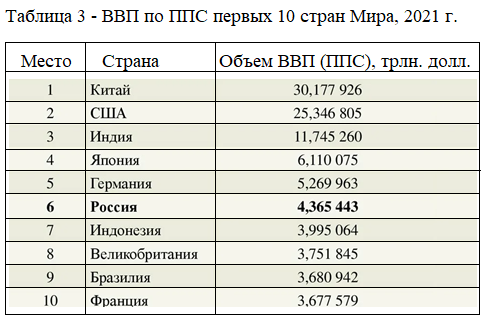 Таблица 3 - ВВП по ППС первых 10 стран Мира, 2021 г.
Место Страна Объем ВВП (ППС), трлн. долл.
1 Китай 30,177 926
2 США 25,346 805
3 Индия 11,745 260
4 Япония 6,110 075
5 Германия 5,269 963
6 Россия 4,365 443
7 Индонезия 3,995 064
8 Великобритания 3,751 845
9 Бразилия 3,680 942
10 Франция 3,677 579